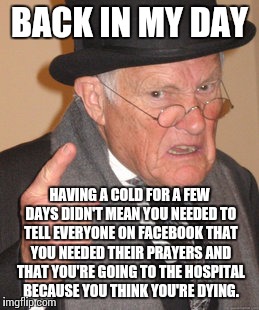 BACK IN MY DAY
HAVING A COLD FOR A FEW
DAYS DIDN'T MEAN YOU NEEDED TO
TELL EVERYONE ON FACEBOOK THAT
YOU NEEDED THEIR PRAYERS AND
THAT YOU'RE GOING TO THE HOSPITAL
BECAUSE YOU THINK YOU'RE DYING.
imgflip.com